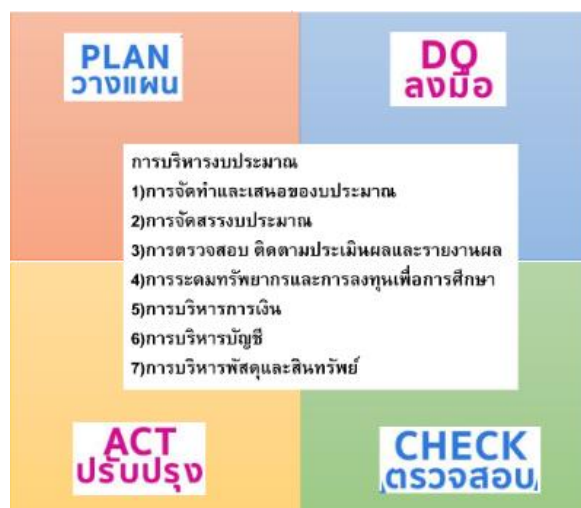 PLAN
วางแผน
DO
ลงมือ
การบริหารงบประมาณ
1)การจัดทำและเสนอของบประมาณ
2)การจัดสรรงบประมาณ
3)การตรวจสอบ ติดตามประเมินผลและรายงานผล
4)การระดมทรัพยากรและการลงทุนเพื่อการศึกษา
5)การบริหารการเงิน
6)การบริหารบัญชี
7)การบริหารพัสดุและสินทรัพย์
ACT
ปรับปรุง
CHECK
ตรวจสอบ